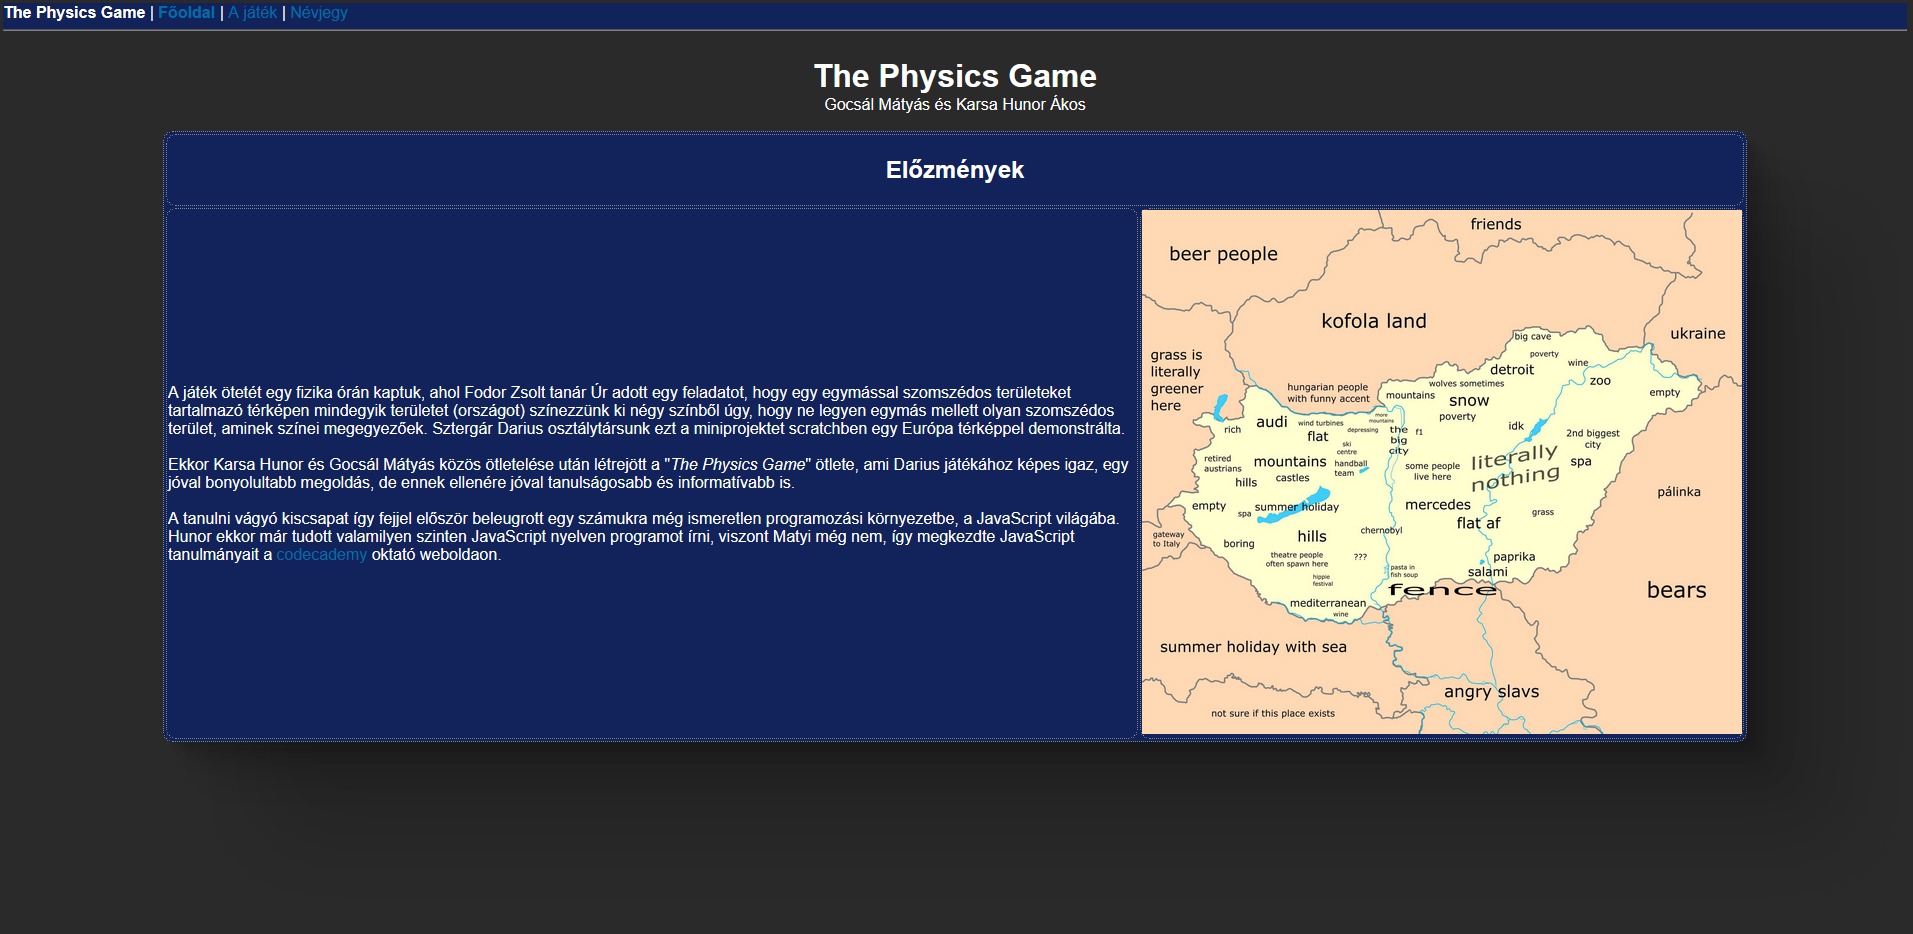 The Physics Game | Főoldal | A játék | Névjegy
The Physics Game
Gocsál Mátyás és Karsa Hunor Ákos
Előzmények
A játék ötetét egy fizika órán kaptuk, ahol Fodor Zsolt tanár Úr adott egy feladatot, hogy egy egymással szomszédos területeket
tartalmazó térképen mindegyik területet (országot) színezzünk ki négy színből úgy, hogy ne legyen egymás mellett olyan szomszédos
terület, aminek színei megegyezőek. Sztergár Darius osztálytársunk ezt a miniprojektet scratchben egy Európa térképpel demonstrálta.
Ekkor Karsa Hunor és Gocsál Mátyás közös ötletelése után létrejött a "The Physics Game" ötlete, ami Darius játékához képes igaz, egy
jóval bonyolultabb megoldás, de ennek ellenére jóval tanulságosabb és informatívabb is.
A tanulni vágyó kiscsapat így fejjel először beleugrott egy számukra még ismeretlen programozási környezetbe, a JavaScript világába.
Hunor ekkor már tudott valamilyen szinten JavaScript nyelven programot írni, viszont Matyi még nem, így megkezdte JavaScript
tanulmányait a codecademy oktató weboldaon.
friends
beer people
kofola land
ukraine
big cave
poverty
wine
grass is
literally
greener
here
detroit
zoo
hungarian people
with funny accent
wolves sometimes
mountains
snow
empty
poverty
audi
rich
wind turbines
more
mountains
depressing
the
big
city
f1
idk
2nd biggest
city
flat
ski
centre
handball
team
retired
austrians
mountains
castles
hills
some people
live here
literally
nothing
spa
empty
spa
summer holiday
mercedes
pálinka
flat af
grass
gateway
to Italy
boring
hills
chernobyl
theatre people
often spawn here
???
paprika
pasta in
fish soup
salami
hippie
festival
fence
bears
mediterranean
wine
summer holiday with sea
angry slavs
not sure if this place exists